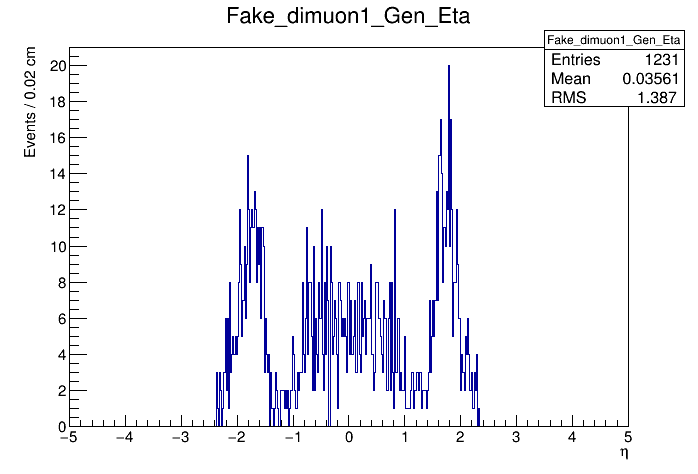 Fake_dimuon1_Gen_Eta
Fake_dimuon1_Gen_Eta
Entries 1231
Mean 0.03561
RMS 1.387
Events / 0.02 cm
20
18
16
14
12
10
8
6
4
2
0
−5 −4 −3 −2 −1 0 1 2 3 4 5
η